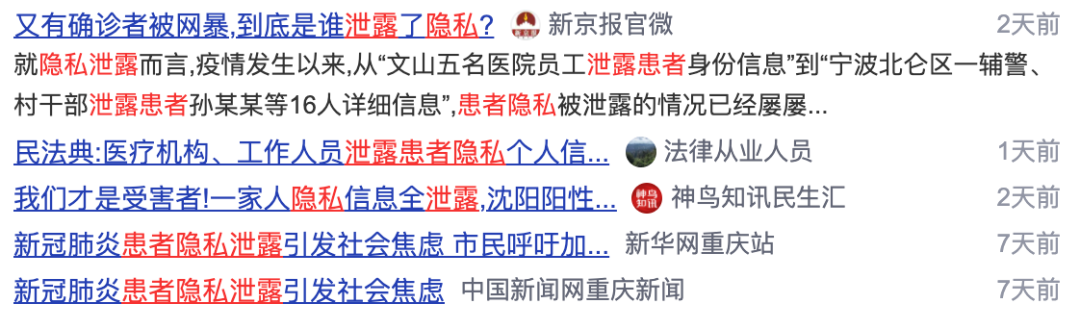 又有确诊者被网暴,到底是谁泄露了隐私? 新京报官微 2天前
就隐私泄露而言,疫情发生以来,从“文山五名医院员工泄露患者身份信息”到“宁波北仑区一辅警、
村干部泄露患者孙某某等16人详细信息”,患者隐私被泄露的情况已经屡屡...
民法典:医疗机构、工作人员泄露患者隐私个人信... 法律从业人员 1天前
我们才是受害者!一家人隐私信息全泄露,沈阳阳性... 神鸟知讯 神鸟知讯民生汇 2天前
新冠肺炎患者隐私泄露引发社会焦虑 市民呼吁加... 新华网重庆站 7天前
新冠肺炎患者隐私泄露引发社会焦虑 中国新闻网重庆新闻 7天前